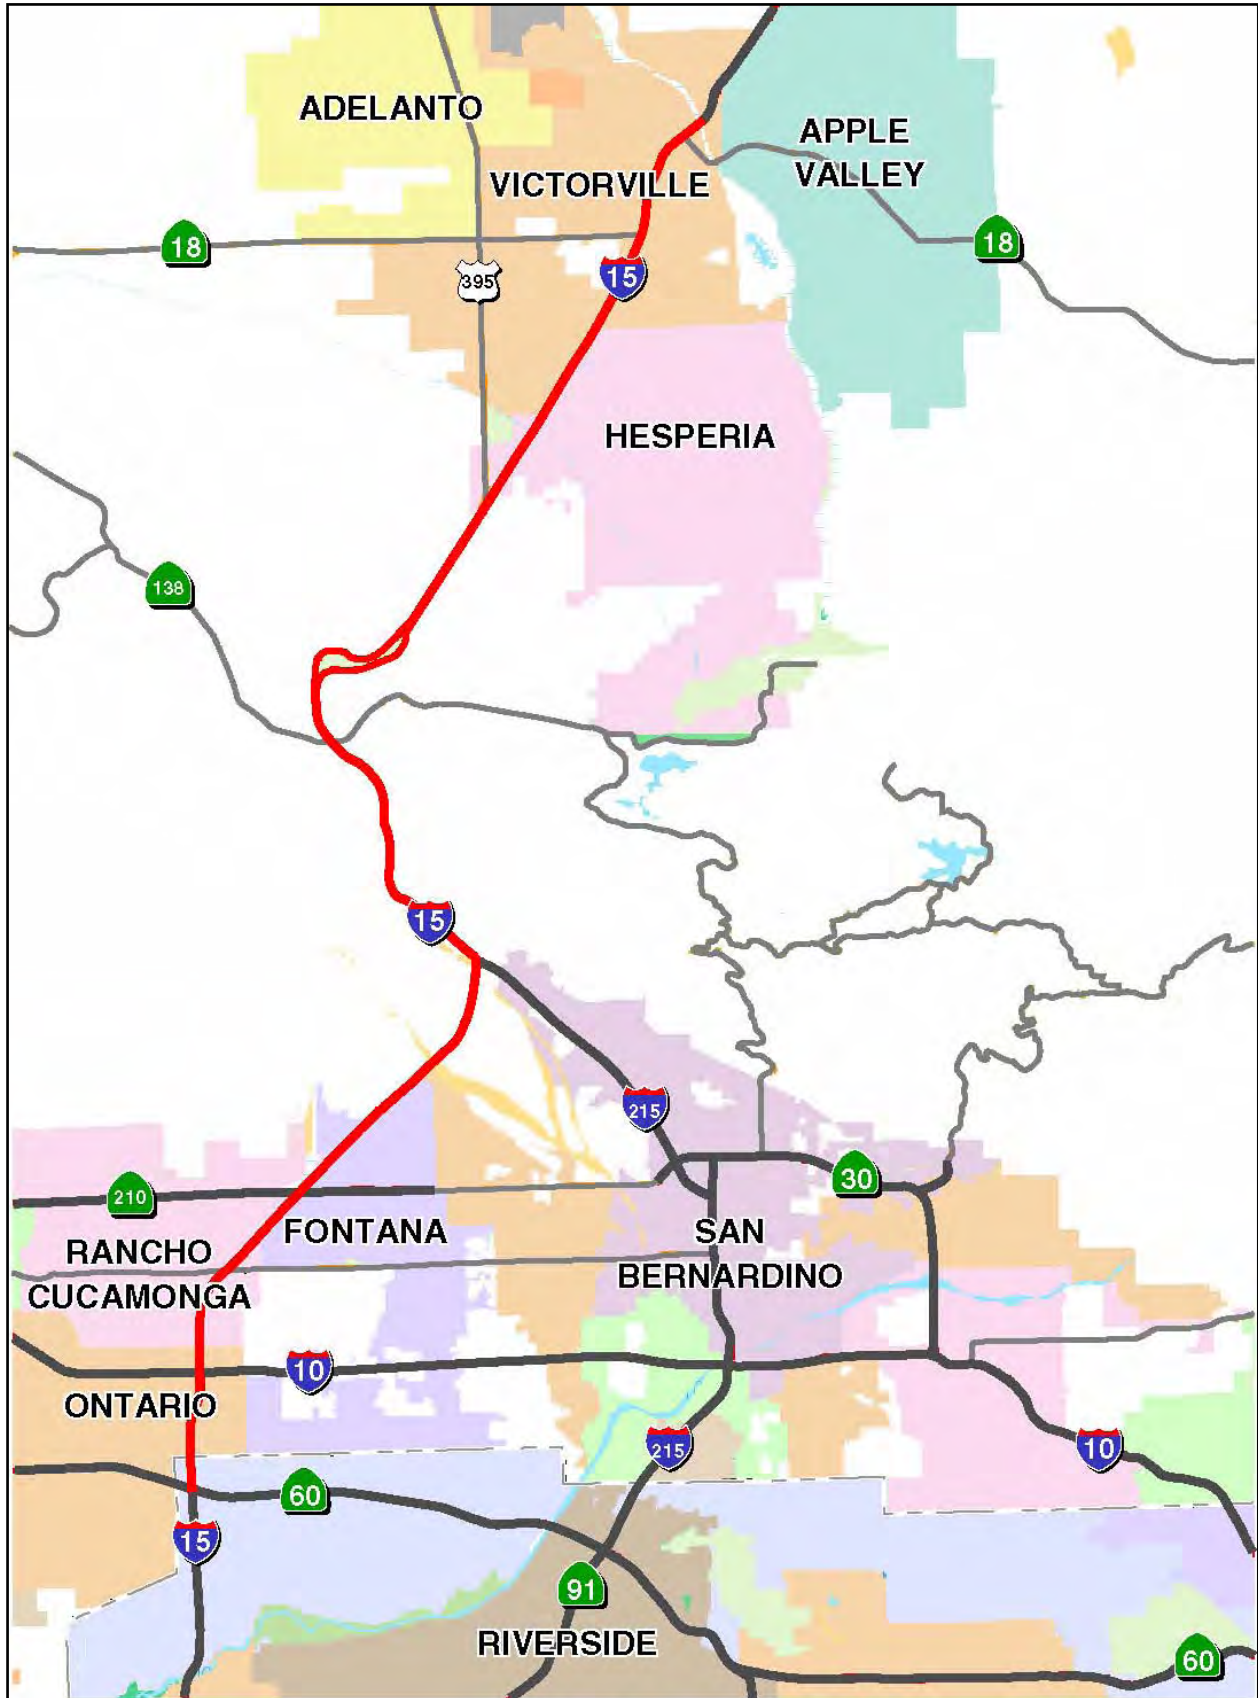 ADELANTO
APPLE
VALLEY
VICTORVILLE
18
18
395
15
HESPERIA
138
15
215
30
210
FONTANA
SAN
BERNARDINO
RANCHO
CUCAMONGA
10
ONTARIO
215
10
60
15
91
RIVERSIDE
60